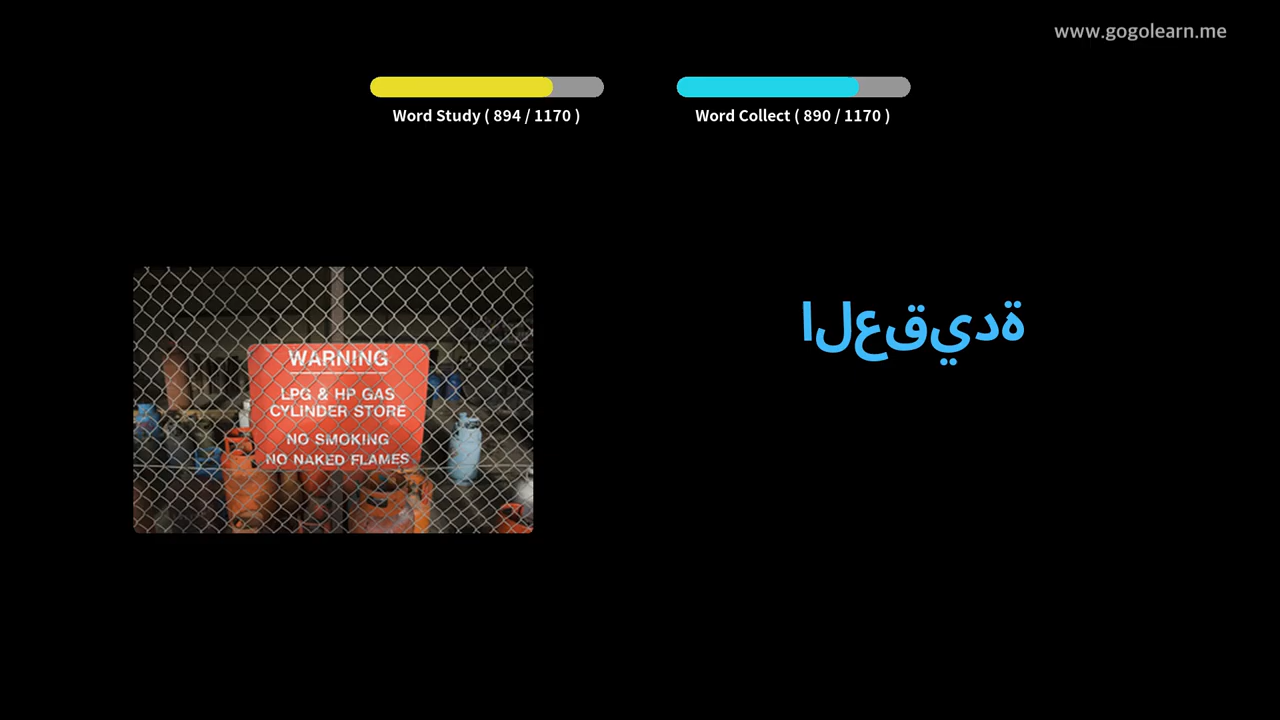 www.gogolearn.me
Word Study ( 894 / 1170 )
Word Collect ( 890 / 1170 )
العقيدة
WARNING
LPG & HP GAS
CYLINDER STORE
NO SMOKING
NO NAKED FLAMES